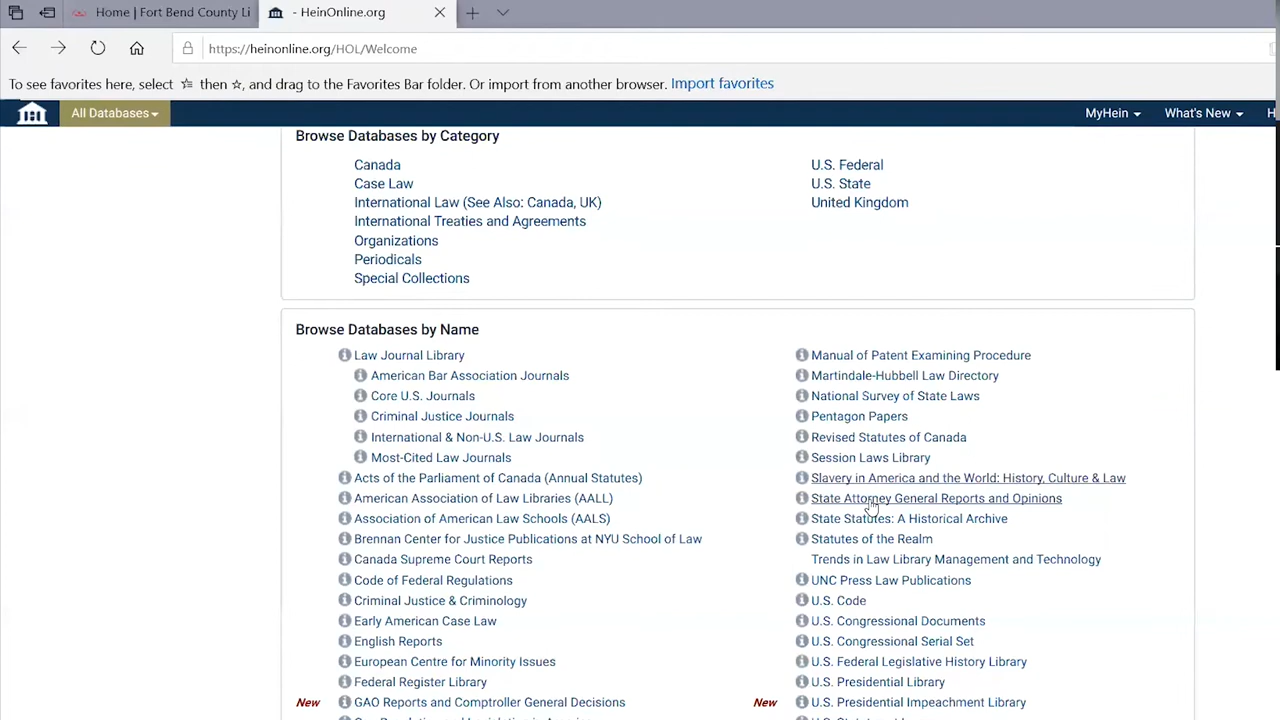 Home | Fort Bend County Li
- HeinOnline.org
https://heinonline.org/HOL/Welcome
To see favorites here, select then , and drag to the Favorites Bar folder. Or import from another browser. Import favorites
All Databases
MyHein
What's New
H
Browse Databases by Category
Canada
Case Law
International Law (See Also: Canada, UK)
International Treaties and Agreements
Organizations
Periodicals
Special Collections
U.S. Federal
U.S. State
United Kingdom
Browse Databases by Name
Law Journal Library
American Bar Association Journals
Core U.S. Journals
Criminal Justice Journals
International & Non-U.S. Law Journals
Most-Cited Law Journals
Acts of the Parliament of Canada (Annual Statutes)
American Association of Law Libraries (AALL)
Association of American Law Schools (AALS)
Brennan Center for Justice Publications at NYU School of Law
Canada Supreme Court Reports
Code of Federal Regulations
Criminal Justice & Criminology
Early American Case Law
English Reports
European Centre for Minority Issues
Federal Register Library
New GAO Reports and Comptroller General Decisions
Manual of Patent Examining Procedure
Martindale-Hubbell Law Directory
National Survey of State Laws
Pentagon Papers
Revised Statutes of Canada
Session Laws Library
Slavery in America and the World: History, Culture & Law
State Attorney General Reports and Opinions
State Statutes: A Historical Archive
Statutes of the Realm
Trends in Law Library Management and Technology
UNC Press Law Publications
U.S. Code
U.S. Congressional Documents
U.S. Congressional Serial Set
U.S. Federal Legislative History Library
U.S. Presidential Library
New U.S. Presidential Impeachment Library